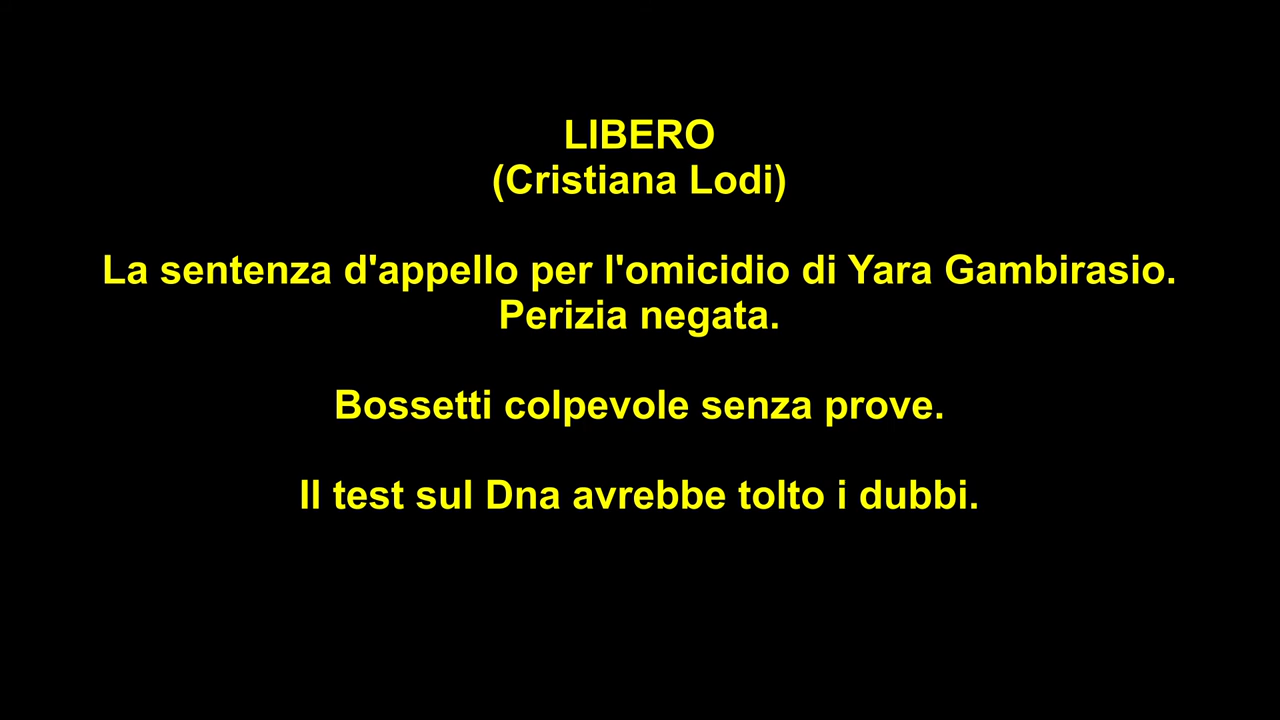 LIBERO
(Cristiana Lodi)
La sentenza d'appello per l'omicidio di Yara Gambirasio.
Perizia negata.
Bossetti colpevole senza prove.
Il test sul Dna avrebbe tolto i dubbi.